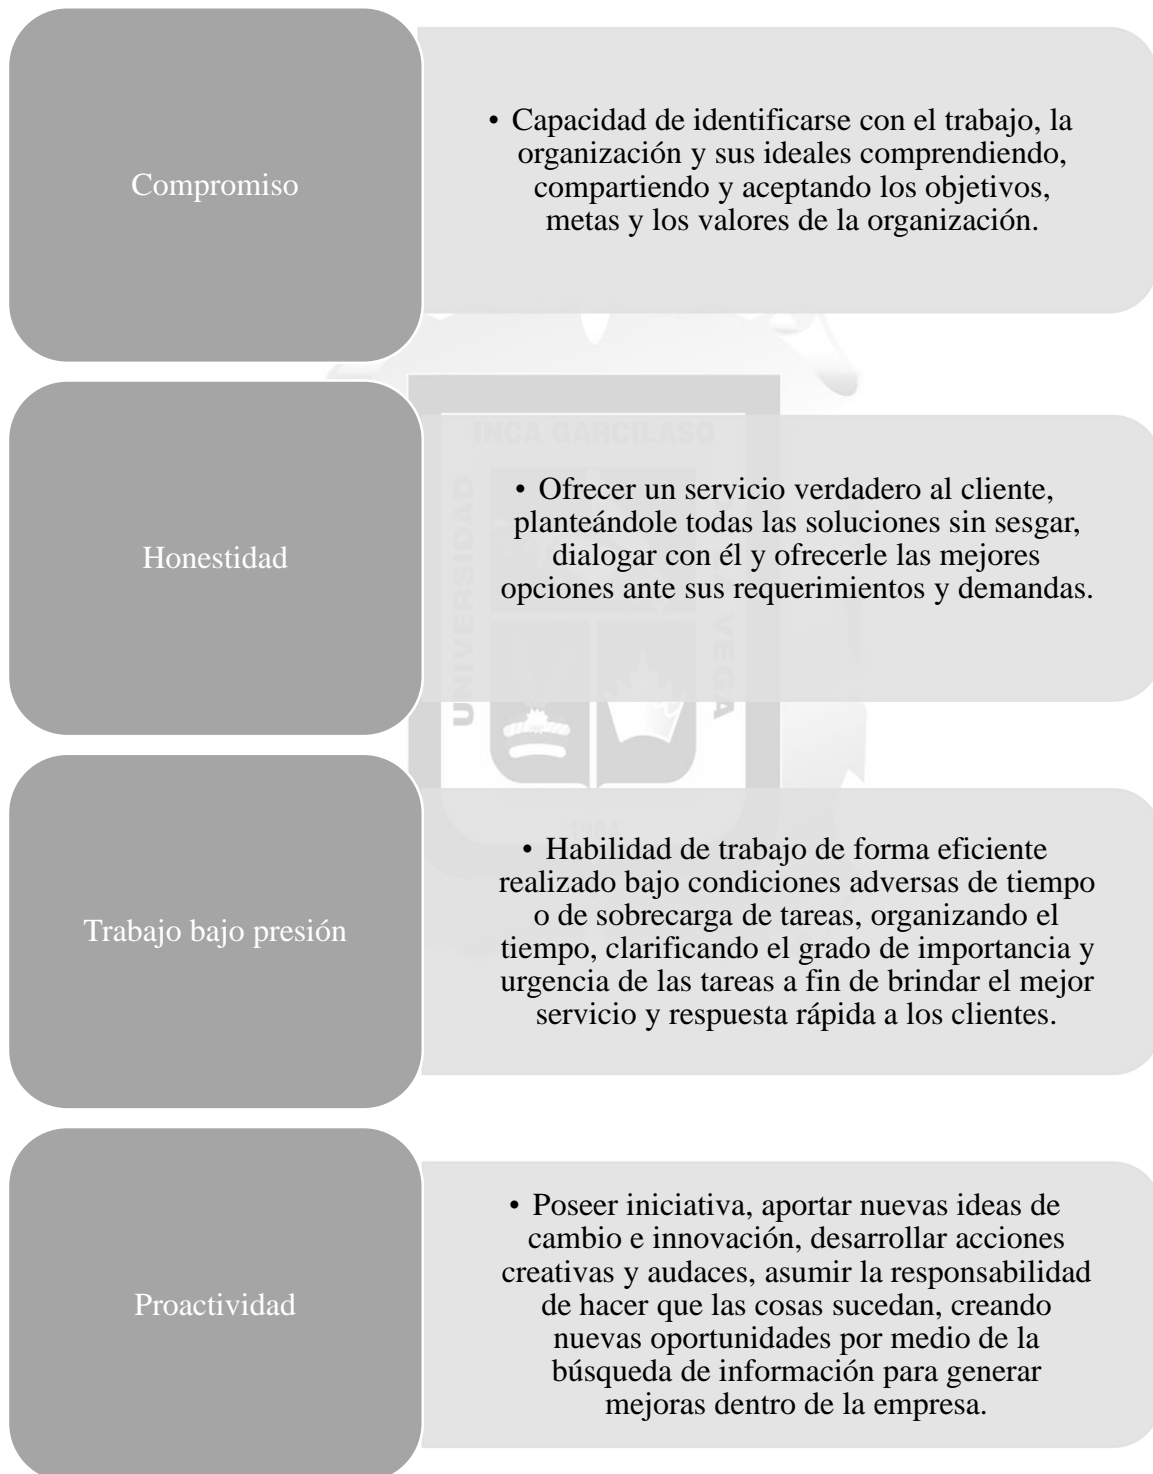 Compromiso
• Capacidad de identificarse con el trabajo, la
organización y sus ideales comprendiendo,
compartiendo y aceptando los objetivos,
metas y los valores de la organización.
INCA GARCILASO
UNIVERSIDAD
VEGA
Honestidad
• Ofrecer un servicio verdadero al cliente,
planteándole todas las soluciones sin sesgar,
dialogar con él y ofrecerle las mejores
opciones ante sus requerimientos y demandas.
1964
Trabajo bajo presión
• Habilidad de trabajo de forma eficiente
realizado bajo condiciones adversas de tiempo
o de sobrecarga de tareas, organizando el
tiempo, clarificando el grado de importancia y
urgencia de las tareas a fin de brindar el mejor
servicio y respuesta rápida a los clientes.
Proactividad
• Poseer iniciativa, aportar nuevas ideas de
cambio e innovación, desarrollar acciones
creativas y audaces, asumir la responsabilidad
de hacer que las cosas sucedan, creando
nuevas oportunidades por medio de la
búsqueda de información para generar
mejoras dentro de la empresa.